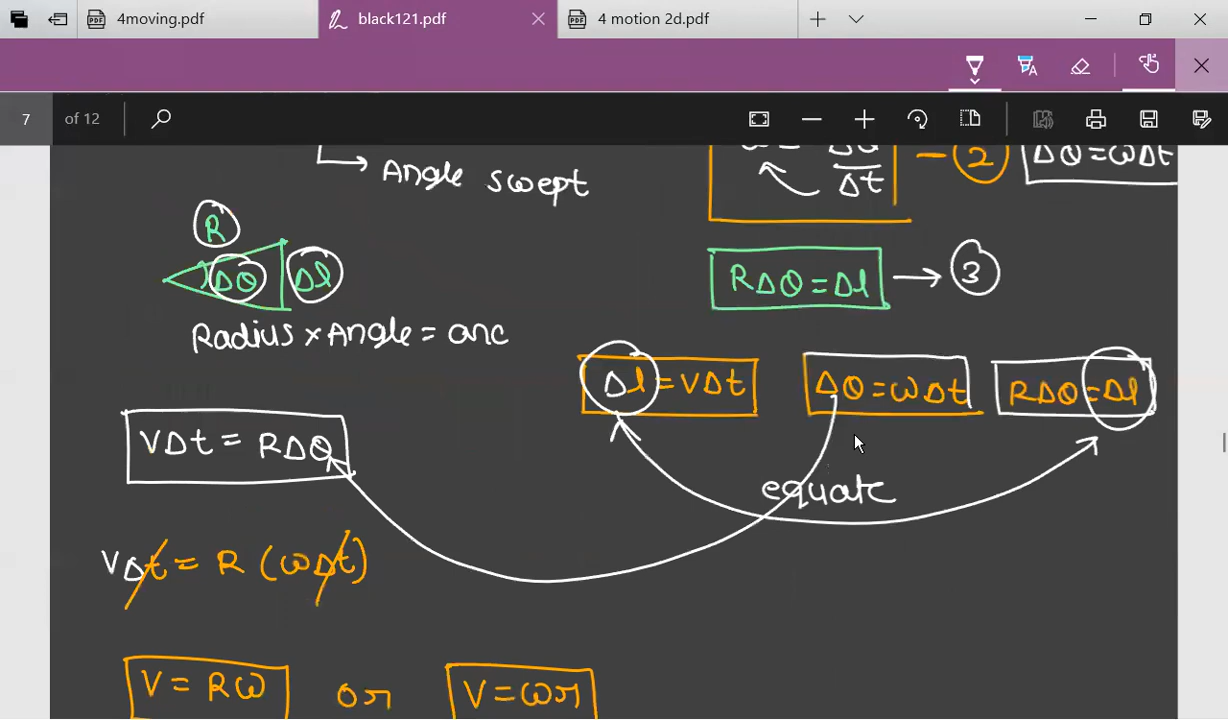 4moving.pdf
black121.pdf
4 motion 2d.pdf
7 of 12
Angle swept
Δt
2
Δθ=ωΔt
R
Δθ
Δl
RΔθ=Δl
3
Radius × Angle = arc
Δl=VΔt
Δθ=ωΔt
RΔθ=Δl
VΔt = RΔθ
equate
VΔt = R (ωΔt)
V = Rω or V = ωr